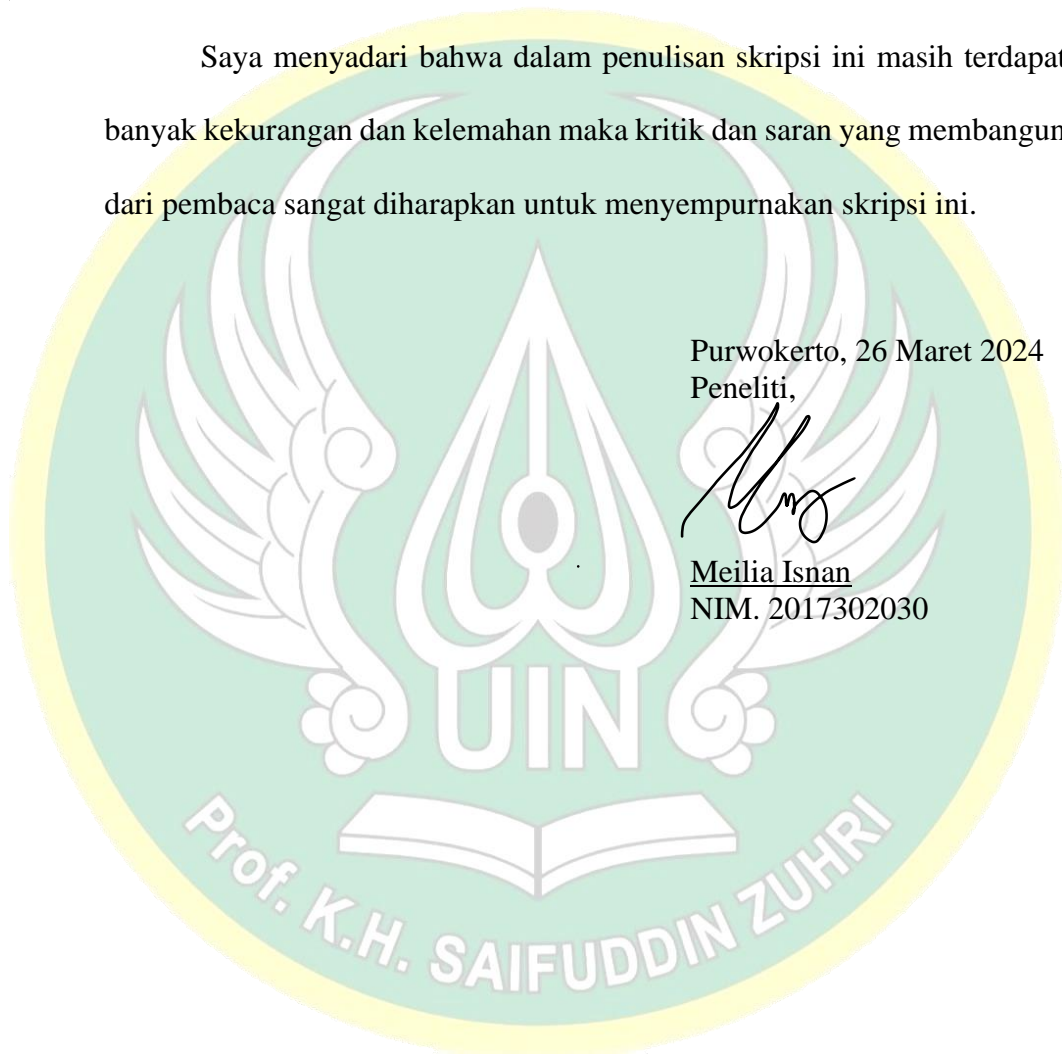 Saya menyadari bahwa dalam penulisan skripsi ini masih terdapat
banyak kekurangan dan kelemahan maka kritik dan saran yang membangun
dari pembaca sangat diharapkan untuk menyempurnakan skripsi ini.
Purwokerto, 26 Maret 2024
Peneliti,
Meilia Isnan
NIM. 2017302030
UIN
Prof. K.H. SAIFUDDIN ZUHRI